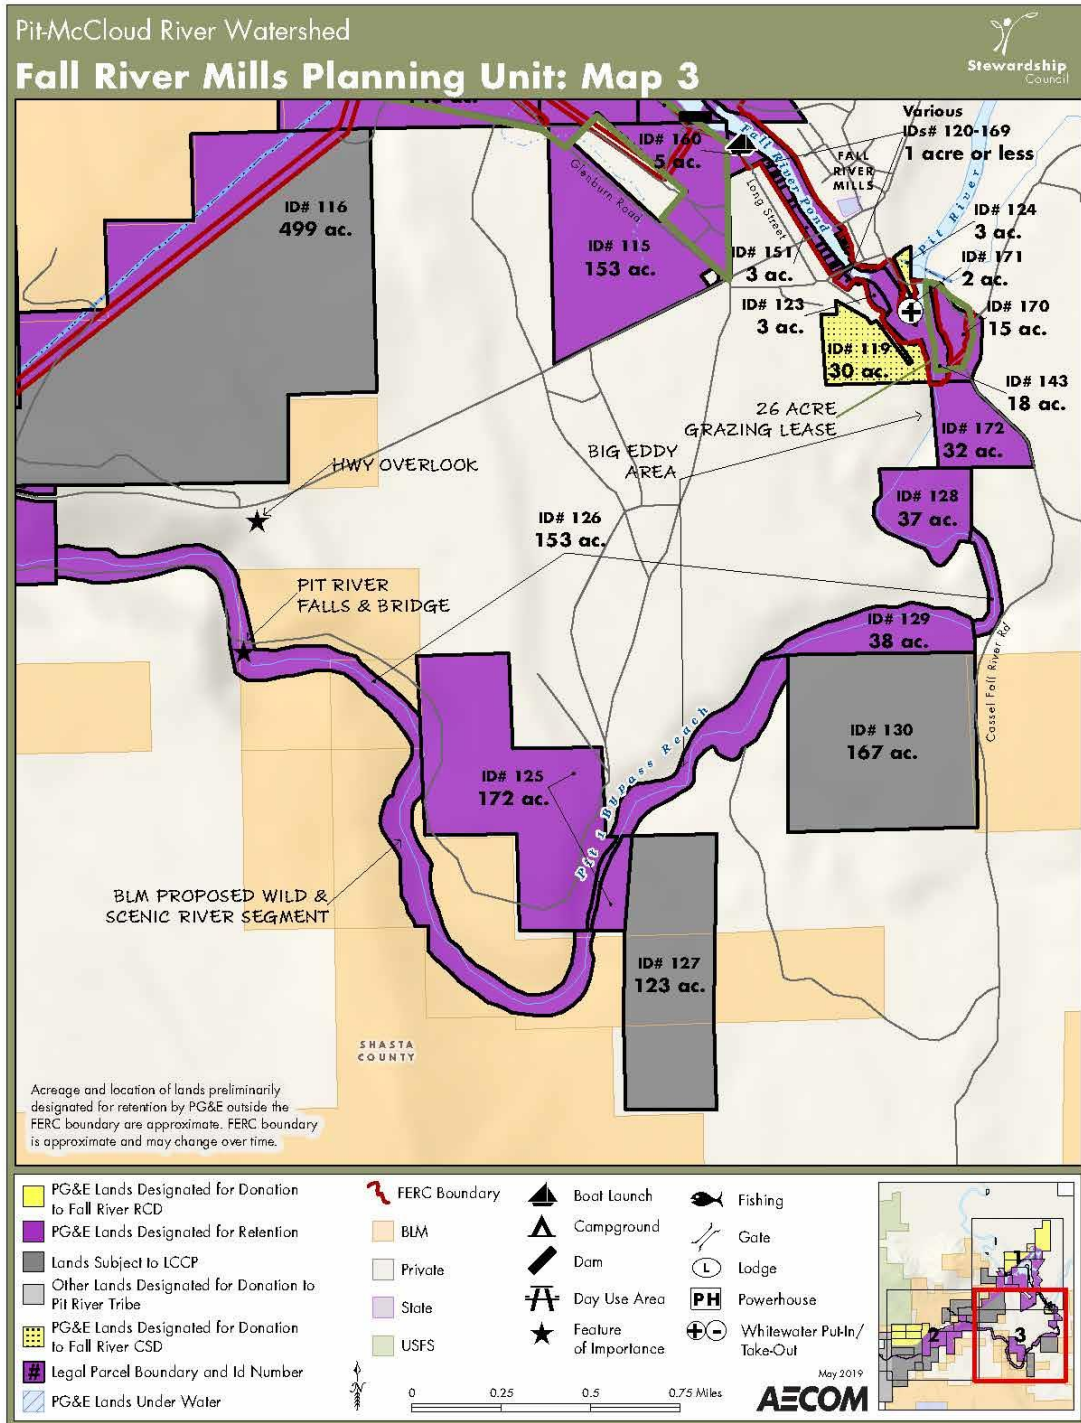 Pit-McCloud River Watershed
Fall River Mills Planning Unit: Map 3
Stewardship
Council
Various
IDs# 120-169
1 acre or less
ID# 160
5 ac.
Fall River Pond
FALL
RIVER
MILLS
Glenburn Road
Long Street
Pit River
ID# 116
499 ac.
ID# 124
3 ac.
ID# 115
153 ac.
ID# 151
3 ac.
ID# 171
2 ac.
ID# 123
3 ac.
ID# 170
15 ac.
ID# 119
30 ac.
ID# 143
18 ac.
26 ACRE
GRAZING LEASE
ID# 172
32 ac.
HWY OVERLOOK
BIG EDDY
AREA
ID# 128
37 ac.
ID# 126
153 ac.
PIT RIVER
FALLS & BRIDGE
ID# 129
38 ac.
Cassel Fall River Rd
ID# 130
167 ac.
Pit 1 Bypass Reach
ID# 125
172 ac.
BLM PROPOSED WILD &
SCENIC RIVER SEGMENT
ID# 127
123 ac.
SHASTA
COUNTY
Acreage and location of lands preliminarily
designated for retention by PG&E outside the
FERC boundary are approximate. FERC boundary
is approximate and may change over time.
PG&E Lands Designated for Donation
to Fall River RCD
PG&E Lands Designated for Retention
Lands Subject to LCCP
Other Lands Designated for Donation to
Pit River Tribe
PG&E Lands Designated for Donation
to Fall River CSD
# Legal Parcel Boundary and Id Number
PG&E Lands Under Water
FERC Boundary
BLM
Private
State
USFS
Boat Launch
Campground
Dam
Day Use Area
Feature
of Importance
Fishing
Gate
L Lodge
PH Powerhouse
Whitewater Put-In/
Take-Out
N
0 0.25 0.5 0.75 Miles
May 2019
AECOM
1
2
3